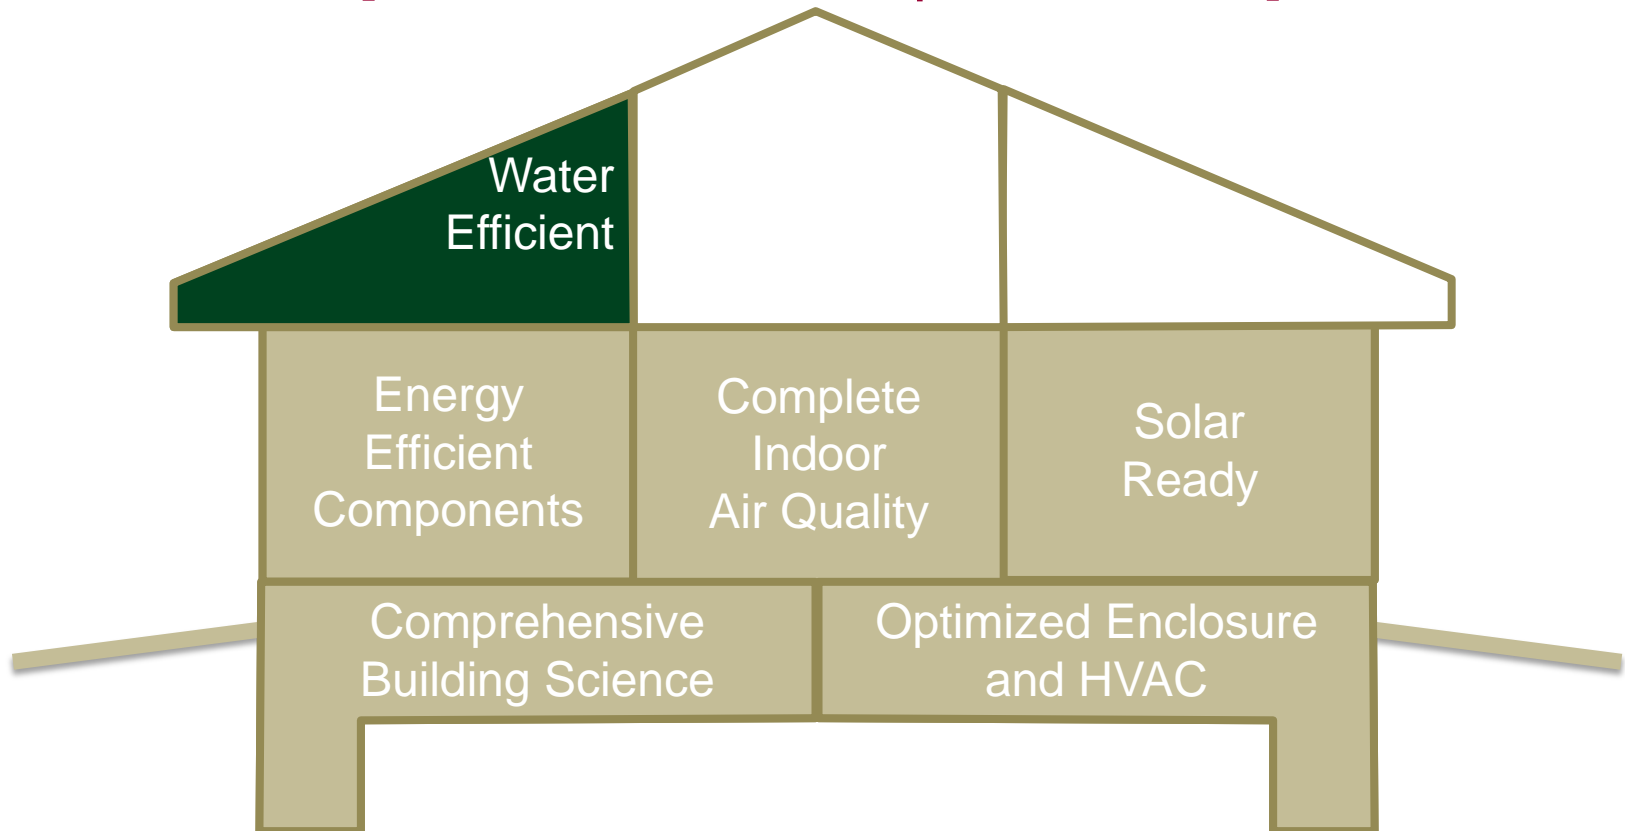 Water
Efficient
Energy
Efficient
Components
Complete
Indoor
Air Quality
Solar
Ready
Comprehensive
Building Science
Optimized Enclosure
and HVAC